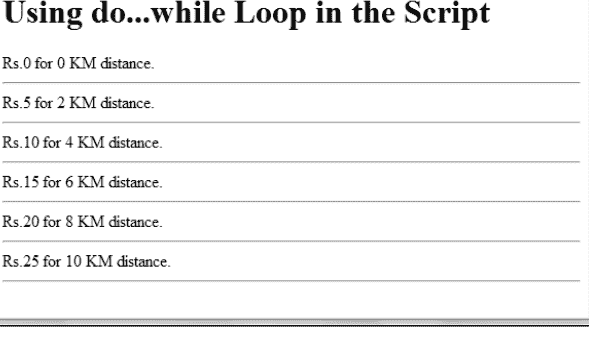 Using do...while Loop in the Script
Rs.0 for 0 KM distance.
Rs.5 for 2 KM distance.
Rs.10 for 4 KM distance.
Rs.15 for 6 KM distance.
Rs.20 for 8 KM distance.
Rs.25 for 10 KM distance.